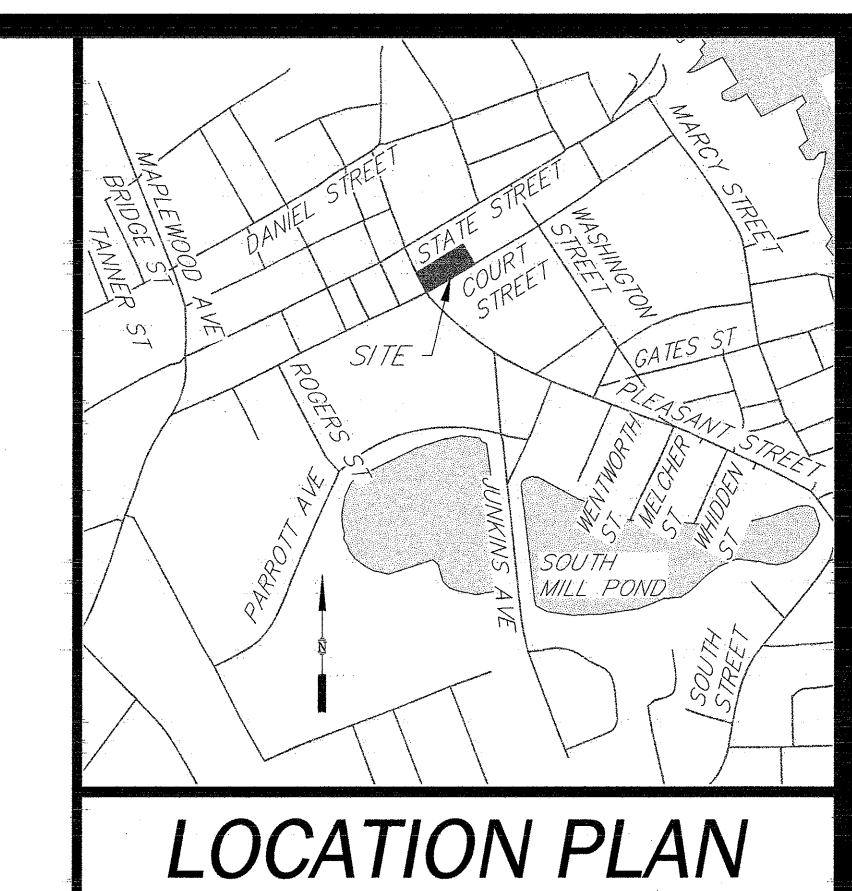 MAPLEWOOD AVE
BRIDGE ST
TANNER ST
DANIEL STREET
STATE STREET
COURT
STREET
MARCY STREET
WASHINGTON
STREET
SITE
GATES ST
ROGERS ST
PLEASANT STREET
PARROTT AVE
JUNKINS AVE
WENTWORTH
ST
MELCHER
ST
WHIDDEN
ST
SOUTH
MILL POND
N
SOUTH
STREET
LOCATION PLAN